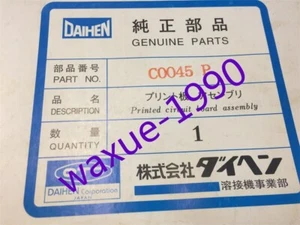 DAIHEN
純正部品
GENUINE PARTS
部品番号
PART NO.
C0045 P
品名
DESCRIPTION
プリント板
センブリ
Printed circuit board assembly
数量
QUANTITY
1
DAIHEN Corporation
株式会社ダイヘン
溶接機事業部
waxue-1990